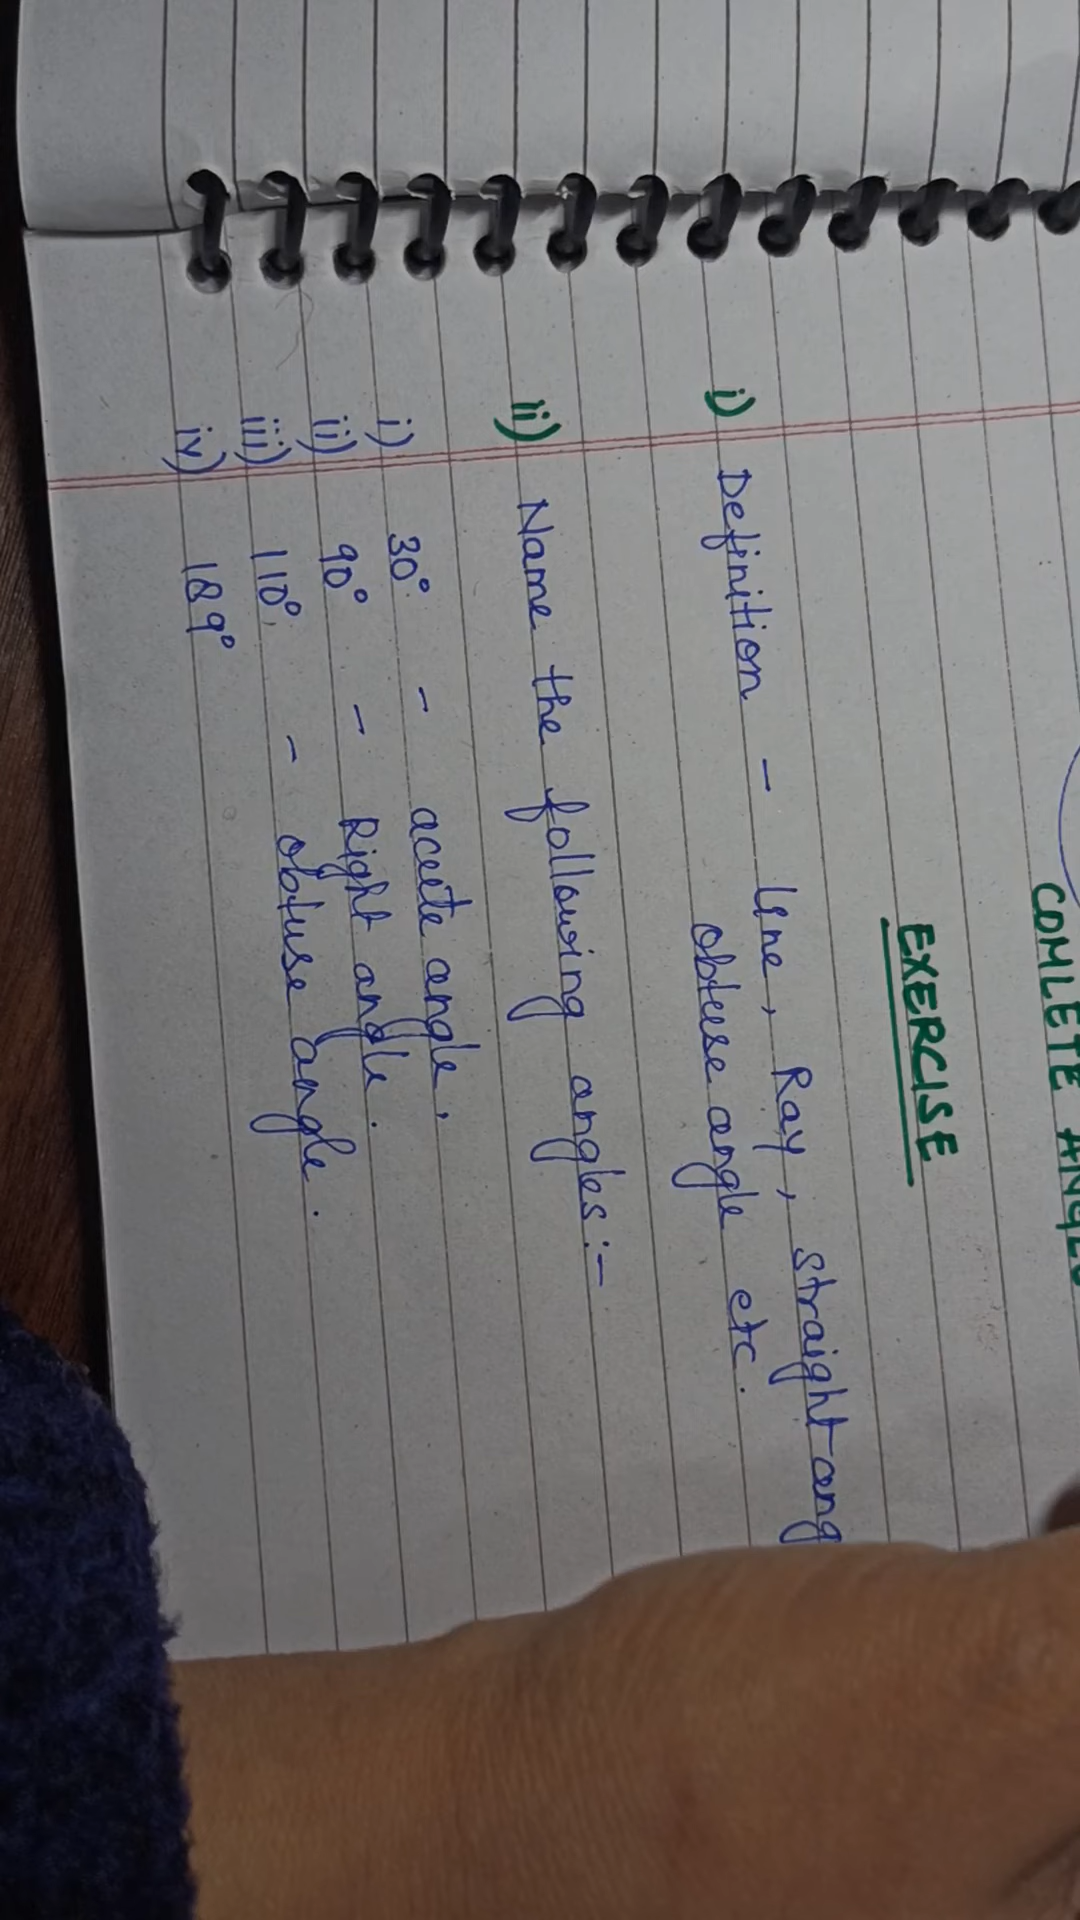 COMLETE ANGLE
EXERCISE
i) Definition - Line, Ray, straight ang
obtuse angle etc.
ii) Name the following angles:-
i) 30° - acute angle.
ii) 90° - Right angle.
iii) 110° - obtuse angle.
iv) 189°